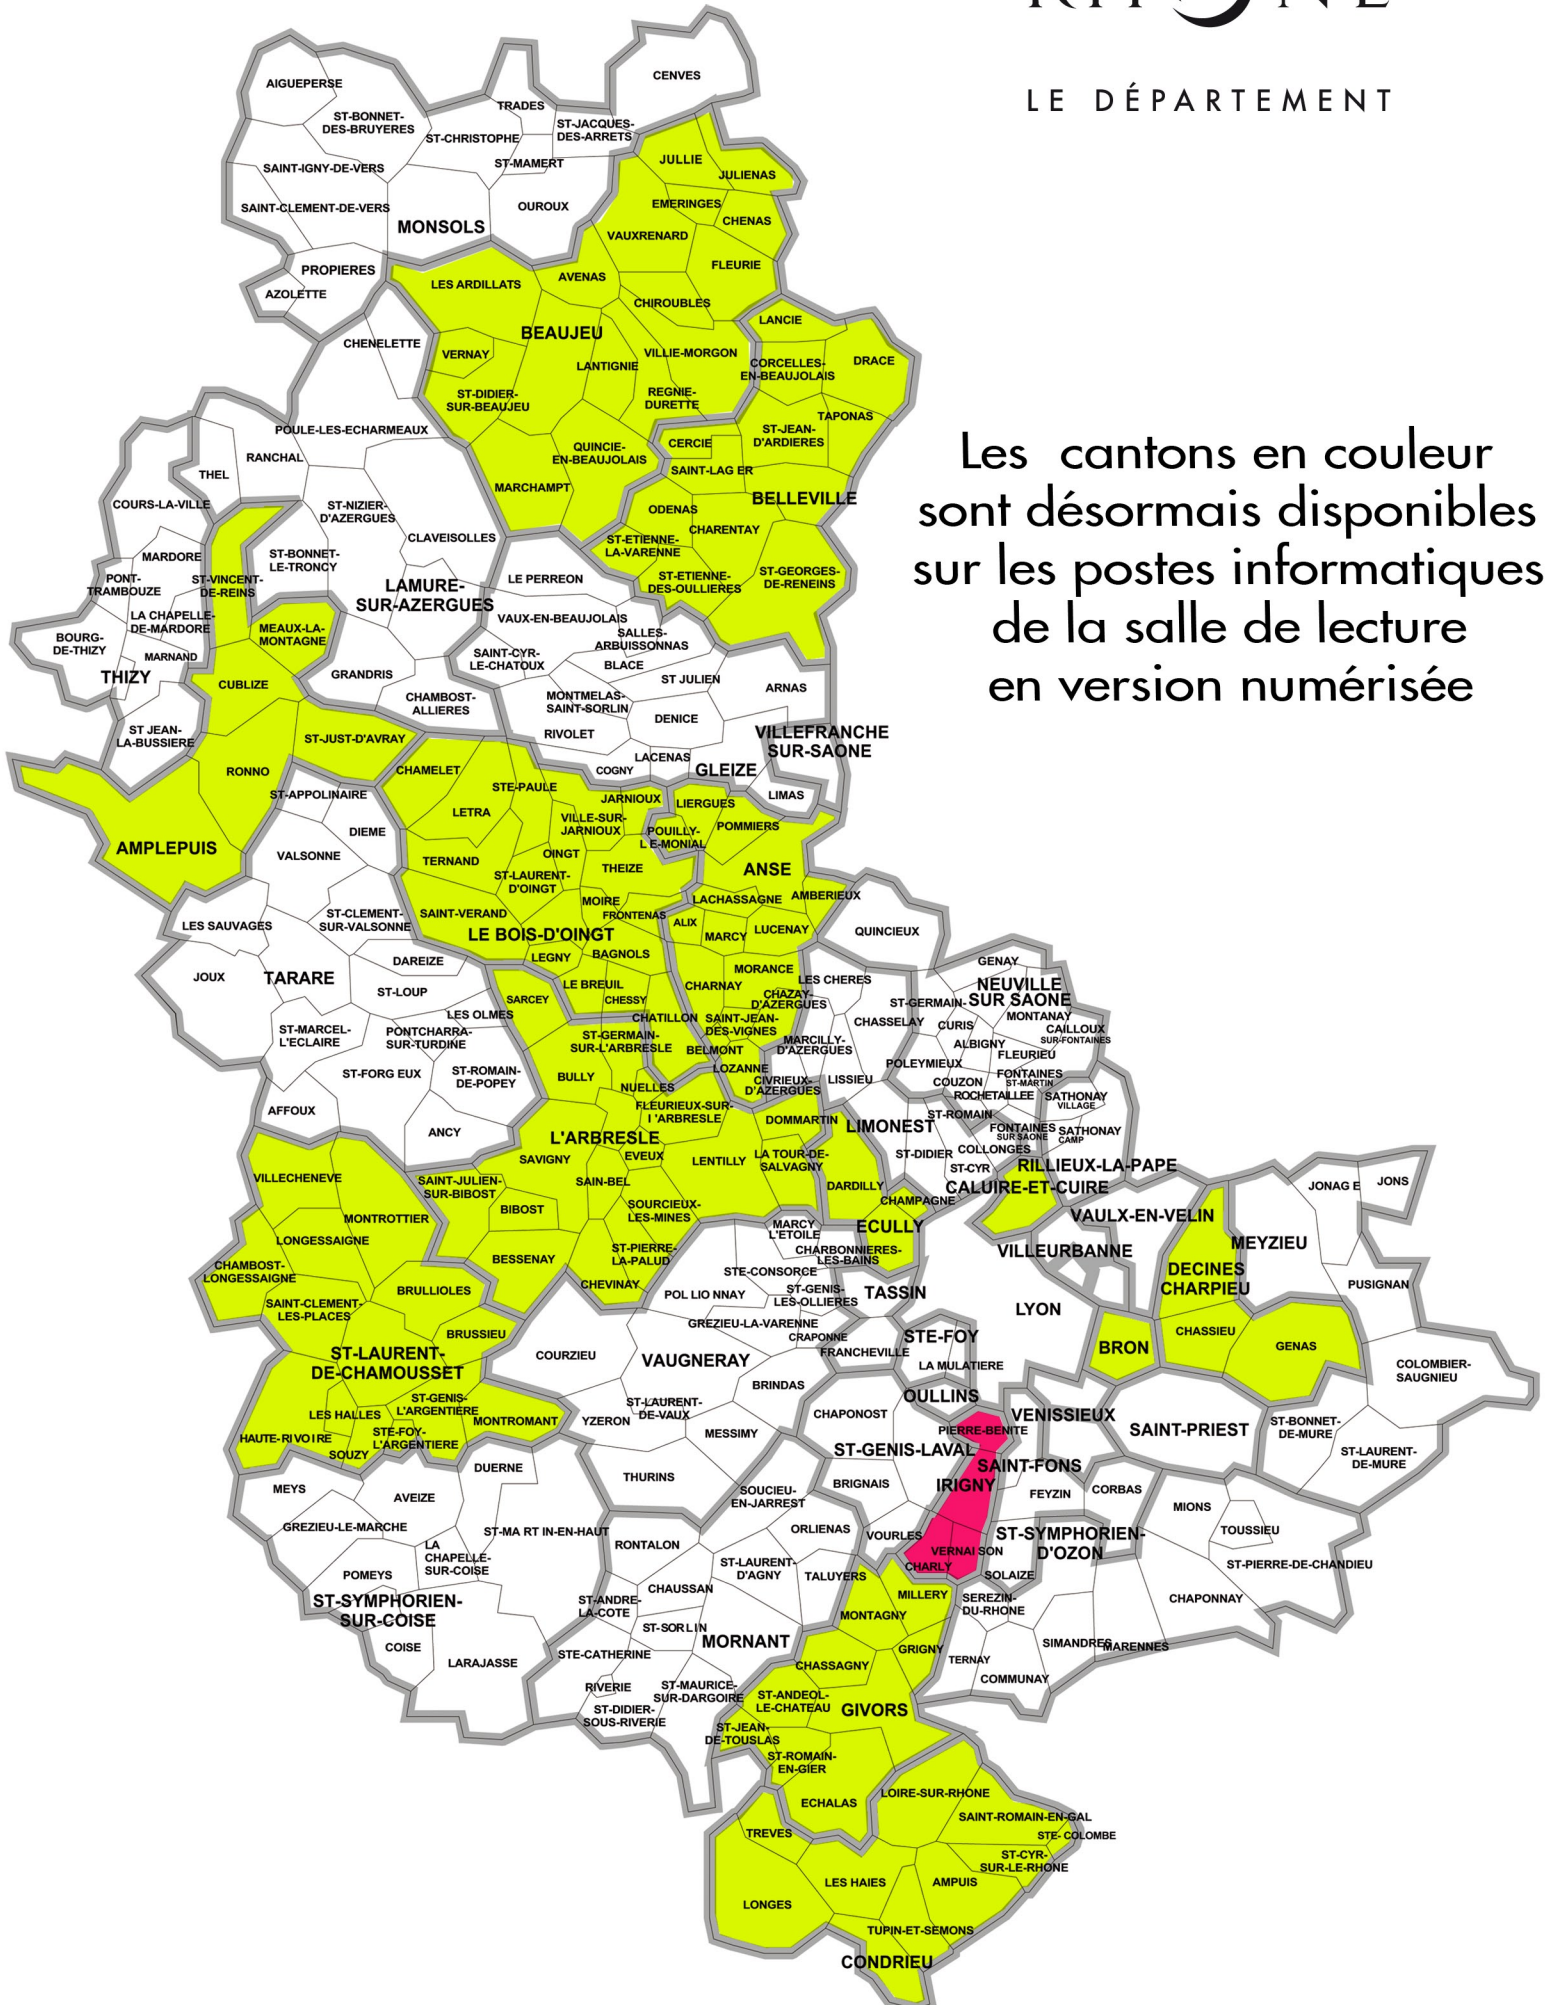 LE DÉPARTEMENT
Les cantons en couleur
sont désormais disponibles
sur les postes informatiques
de la salle de lecture
en version numérisée
CENVES
AIGUEPERSE
TRADES
ST-BONNET-
DES-BRUYERES
ST-CHRISTOPHE
ST-JACQUES-
DES-ARRETS
ST-MAMERT
SAINT-IGNY-DE-VERS
SAINT-CLEMENT-DE-VERS
OUROUX
MONSOLS
PROPIERES
AZOLETTE
JULLIE
JULIENAS
EMERINGES
CHENAS
VAUXRENARD
FLEURIE
LES ARDILLATS
AVENAS
CHIROUBLES
BEAUJEU
VERNAY
LANTIGNIE
VILLIE-MORGON
ST-DIDIER-
SUR-BEAUJEU
REGNIE-
DURETTE
QUINCIE-
EN-BEAUJOLAIS
MARCHAMPT
LANCIE
CORCELLES-
EN-BEAUJOLAIS
DRACE
TAPONAS
ST-JEAN-
D'ARDIERES
CERCIE
SAINT-LAG ER
BELLEVILLE
ODENAS
CHARENTAY
ST-ETIENNE-
LA-VARENNE
ST-ETIENNE-
DES-OULLIERES
ST-GEORGES-
DE-RENEINS
CHENELETTE
POULE-LES-ECHARMEAUX
RANCHAL
THEL
ST-NIZIER-
D'AZERGUES
CLAVEISOLLES
ST-BONNET-
LE-TRONCY
LAMURE-
SUR-AZERGUES
GRANDRIS
CHAMBOST-
ALLIERES
COURS-LA-VILLE
MARDORE
PONT-
TRAMBOUZE
LA CHAPELLE-
DE-MARDORE
BOURG-
DE-THIZY
MARNAND
THIZY
ST JEAN-
LA-BUSSIERE
ST-VINCENT-
DE-REINS
MEAUX-LA-
MONTAGNE
CUBLIZE
ST-JUST-D'AVRAY
RONNO
AMPLEPUIS
LE PERREON
VAUX-EN-BEAUJOLAIS
SALLES-
ARBUISSONNAS
SAINT-CYR-
LE-CHATOUX
BLACE
ST JULIEN
ARNAS
MONTMELAS-
SAINT-SORLIN
DENICE
RIVOLET
LACENAS
COGNY
GLEIZE
VILLEFRANCHE
SUR-SAONE
LIMAS
CHAMELET
STE-PAULE
LETRA
JARNIOUX
VILLE-SUR-
JARNIOUX
TERNAND
OINGT
THEIZE
ST-LAURENT-
D'OINGT
MOIRE
FRONTENAS
SAINT-VERAND
LE BOIS-D'OINGT
LEGNY
BAGNOLS
LE BREUIL
CHESSY
CHATILLON
LIERGUES
POUILLY-
L E-MONIAL
POMMIERS
ANSE
LACHASSAGNE
AMBERIEUX
ALIX
MARCY
LUCENAY
MORANCE
CHARNAY
CHAZAY-
D'AZERGUES
SAINT-JEAN-
DES-VIGNES
BELMONT
LOZANNE
CIVRIEUX-
D'AZERGUES
QUINCIEUX
LES CHERES
CHASSELAY
MARCILLY-
D'AZERGUES
LISSIEU
LIMONEST
DOMMARTIN
DARDILLY
ST-DIDIER
ST-CYR
COLLONGES
CHAMPAGNE
GENAY
NEUVILLE
SUR SAONE
ST-GERMAIN-
MONTANAY
CURIS
CAILLOUX
SUR-FONTAINES
ALBIGNY
FLEURIEU
POLEYMIEUX
FONTAINES
ST-MARTIN
COUZON
ROCHETAILLEE
SATHONAY
VILLAGE
ST-ROMAIN
FONTAINES
SUR SAONE
SATHONAY
CAMP
RILLIEUX-LA-PAPE
CALUIRE-ET-CUIRE
ST-APPOLINAIRE
DIEME
VALSONNE
ST-CLEMENT-
SUR-VALSONNE
LES SAUVAGES
DAREIZE
JOUX
TARARE
ST-LOUP
LES OLMES
ST-MARCEL-
L'ECLAIRE
PONTCHARRA-
SUR-TURDINE
ST-FORG EUX
ST-ROMAIN-
DE-POPEY
AFFOUX
ANCY
SARCEY
ST-GERMAIN-
SUR-L'ARBRESLE
BULLY
NUELLES
FLEURIEUX-SUR-
l 'ARBRESLE
L'ARBRESLE
SAVIGNY
EVEUX
LENTILLY
LA TOUR-DE-
SALVAGNY
SAINT-JULIEN-
SUR-BIBOST
SAIN-BEL
BIBOST
SOURCIEUX-
LES-MINES
BESSENAY
ST-PIERRE-
LA-PALUD
CHEVINAY
VILLECHENEVE
MONTROTTIER
LONGESSAIGNE
CHAMBOST-
LONGESSAIGNE
BRULLIOLES
SAINT-CLEMENT-
LES-PLACES
BRUSSIEU
ST-LAURENT-
DE-CHAMOUSSET
ST-GENIS-
L'ARGENTIERE
LES HALLES
MONTROMANT
HAUTE-RIVOIRE
STE-FOY-
L'ARGENTIERE
SOUZY
MARCY
L'ETOILE
CHARBONNIERES-
LES-BAINS
STE-CONSORCE
POL LIO NNAY
ST-GENIS-
LES-OLLIERES
GREZIEU-LA-VARENNE
CRAPONNE
COURZIEU
VAUGNERAY
FRANCHEVILLE
BRINDAS
ST-LAURENT-
DE-VAUX
YZERON
MESSIMY
THURINS
ECULLY
TASSIN
STE-FOY
LA MULATIERE
OULLINS
LYON
VILLEURBANNE
VAULX-EN-VELIN
MEYZIEU
JONAG E
JONS
DECINES
CHARPIEU
PUSIGNAN
CHASSIEU
GENAS
BRON
COLOMBIER-
SAUGNIEU
VENISSIEUX
SAINT-PRIEST
ST-BONNET-
DE-MURE
ST-LAURENT-
DE-MURE
CHAPONOST
PIERRE-BENITE
ST-GENIS-LAVAL
SAINT-FONS
IRIGNY
BRIGNAIS
FEYZIN
CORBAS
MIONS
TOUSSIEU
VOURLES
VERNAI SON
CHARLY
ST-SYMPHORIEN-
D'OZON
SOLAIZE
ST-PIERRE-DE-CHANDIEU
CHAPONNAY
SEREZIN-
DU-RHONE
SIMANDRES
MARENNES
TERNAY
COMMUNAY
MEYS
DUERNE
AVEIZE
GREZIEU-LE-MARCHE
ST-MA RT IN-EN-HAUT
LA
CHAPELLE-
SUR-COISE
POMEYS
ST-SYMPHORIEN-
SUR-COISE
COISE
LARAJASSE
SOUCIEU-
EN-JARREST
ORLIENAS
RONTALON
ST-LAURENT-
D'AGNY
TALUYERS
CHAUSSAN
ST-ANDRE-
LA-COTE
ST-SORLIN
MORNANT
STE-CATHERINE
RIVERIE
ST-MAURICE-
SUR-DARGOIRE
ST-DIDIER-
SOUS-RIVERIE
MILLERY
MONTAGNY
GRIGNY
CHASSAGNY
ST-ANDEOL-
LE-CHATEAU
GIVORS
ST-JEAN-
DE-TOUSLAS
ST-ROMAIN-
EN-GIER
ECHALAS
LOIRE-SUR-RHONE
SAINT-ROMAIN-EN-GAL
STE- COLOMBE
TREVES
ST-CYR-
SUR-LE-RHONE
LES HAIES
AMPUIS
LONGES
TUPIN-ET-SEMONS
CONDRIEU